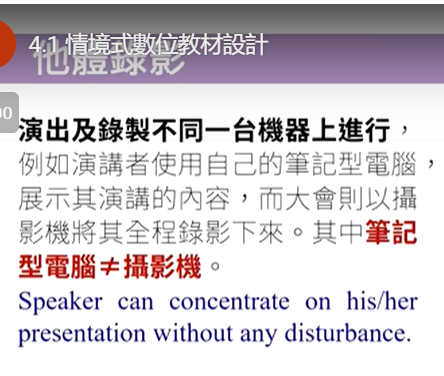 4.1 情境式數位教材設計
他體錄影
00
演出及錄製不同一台機器上進行，
例如演講者使用自己的筆記型電腦，
展示其演講的內容，而大會則以攝
影機將其全程錄影下來。其中筆記
型電腦≠攝影機。
Speaker can concentrate on his/her
presentation without any disturbance.